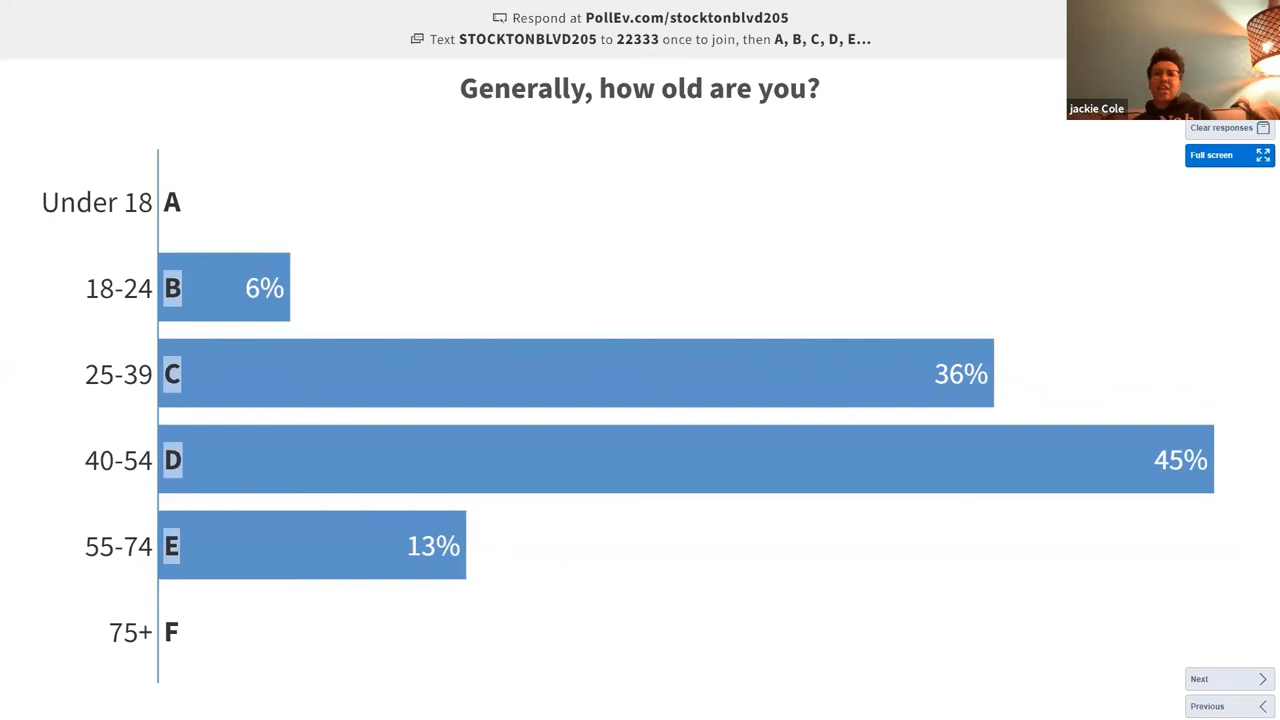 Respond at PollEv.com/stocktonblvd205
Text STOCKTONBLVD205 to 22333 once to join, then A, B, C, D, E...
Generally, how old are you?
jackie Cole
Clear responses
Full screen
Under 18 A
18-24 B 6%
25-39 C 36%
40-54 D 45%
55-74 E 13%
75+ F
Next
Previous